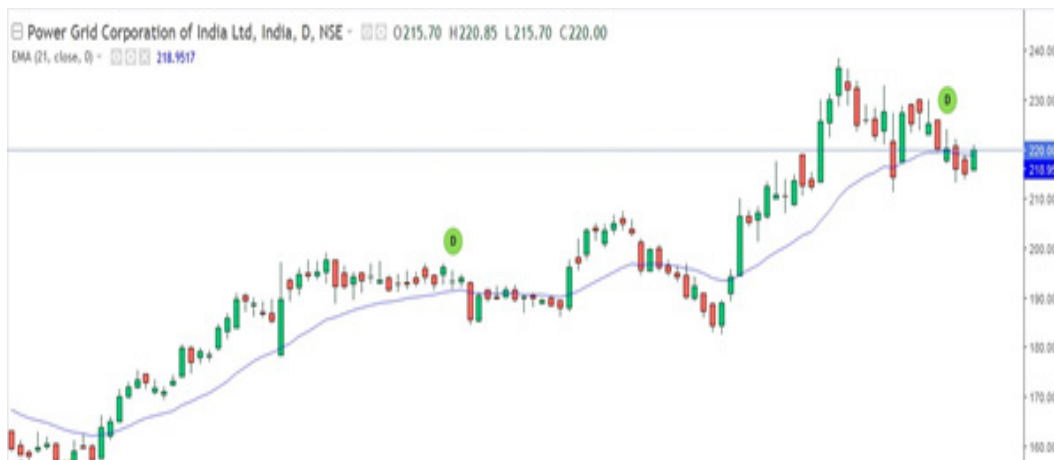 Power Grid Corporation of India Ltd, India, D, NSE O215.70 H220.85 L215.70 C220.00
EMA (21, close, 0) 218.9517
240.00
D
230.00
220.00
218.95
210.00
D
200.00
190.00
180.00
170.00
160.00